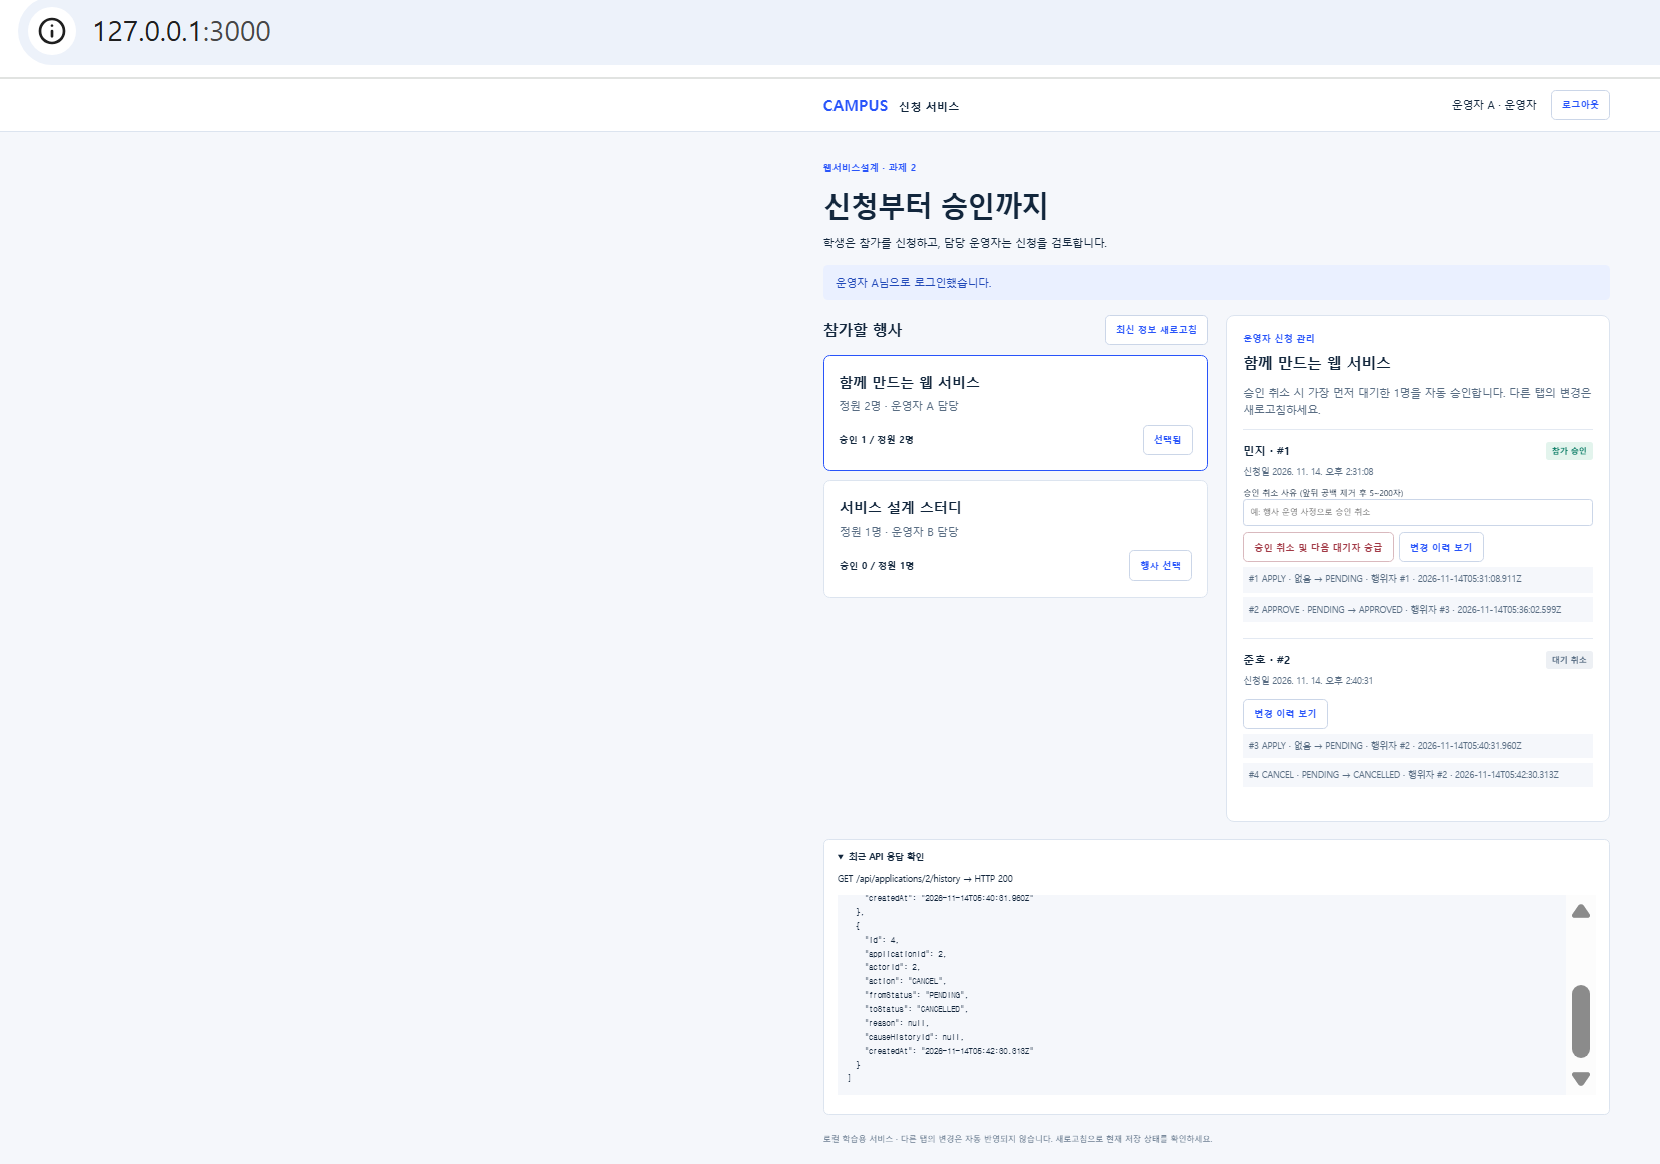 127.0.0.1:3000
CAMPUS 신청 서비스
운영자 A · 운영자
로그아웃
웹서비스설계 · 과제 2
신청부터 승인까지
학생은 참가를 신청하고, 담당 운영자는 신청을 검토합니다.
운영자 A님으로 로그인했습니다.
참가할 행사
최신 정보 새로고침
함께 만드는 웹 서비스
정원 2명 · 운영자 A 담당
승인 1 / 정원 2명
선택됨
서비스 설계 스터디
정원 1명 · 운영자 B 담당
승인 0 / 정원 1명
행사 선택
운영자 신청 관리
함께 만드는 웹 서비스
승인 취소 시 가장 먼저 대기한 1명을 자동 승인합니다. 다른 탭의 변경은
새로고침하세요.
민지 · #1
참가 승인
신청일 2026. 11. 14. 오후 2:31:08
승인 취소 사유 (앞뒤 공백 제거 후 5~200자)
예: 행사 운영 사정으로 승인 취소
승인 취소 및 다음 대기자 승급
변경 이력 보기
#1 APPLY · 없음 → PENDING · 행위자 #1 · 2026-11-14T05:31:08.911Z
#2 APPROVE · PENDING → APPROVED · 행위자 #3 · 2026-11-14T05:36:02.599Z
준호 · #2
대기 취소
신청일 2026. 11. 14. 오후 2:40:31
변경 이력 보기
#3 APPLY · 없음 → PENDING · 행위자 #2 · 2026-11-14T05:40:31.960Z
#4 CANCEL · PENDING → CANCELLED · 행위자 #2 · 2026-11-14T05:42:30.313Z
▼ 최근 API 응답 확인
GET /api/applications/2/history → HTTP 200
"createdAt": "2026-11-14T05:40:31.960Z"
},
{
"id": 4,
"applicationId": 2,
"actorId": 2,
"action": "CANCEL",
"fromStatus": "PENDING",
"toStatus": "CANCELLED",
"reason": null,
"causeHistoryId": null,
"createdAt": "2026-11-14T05:42:30.313Z"
}
]
로컬 학습용 서비스 · 다른 탭의 변경은 자동 반영되지 않습니다. 새로고침으로 현재 저장 상태를 확인하세요.